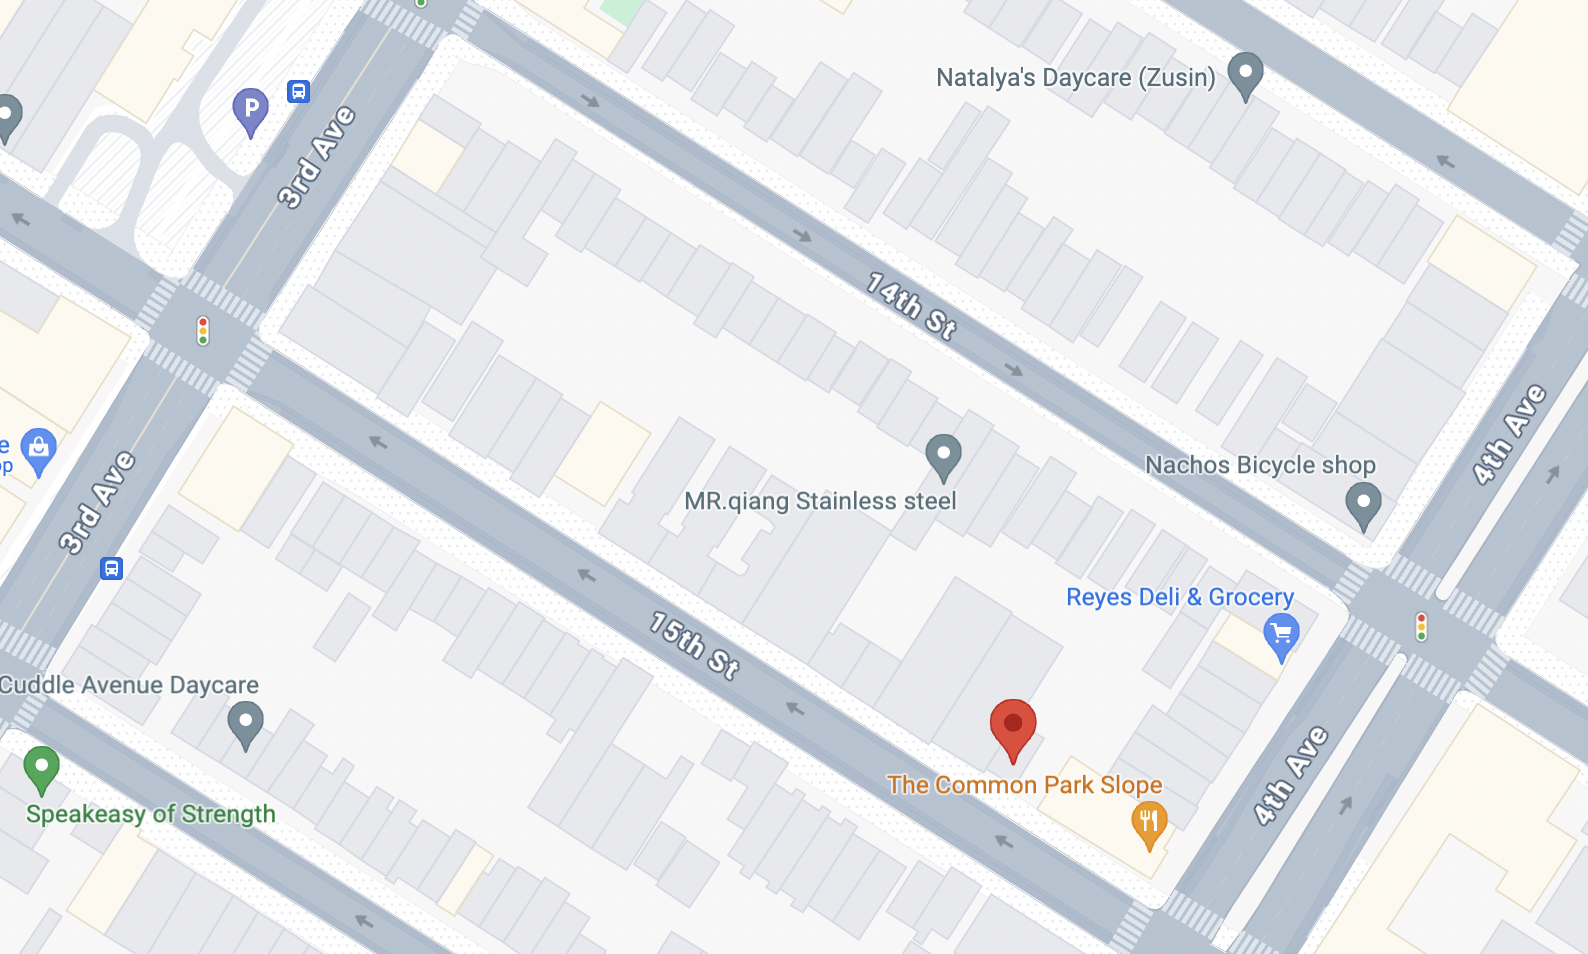 Natalya's Daycare (Zusin)
P
3rd Ave
14th St
4th Ave
e
op
Nachos Bicycle shop
MR.qiang Stainless steel
3rd Ave
Reyes Deli & Grocery
15th St
Cuddle Avenue Daycare
4th Ave
The Common Park Slope
Speakeasy of Strength